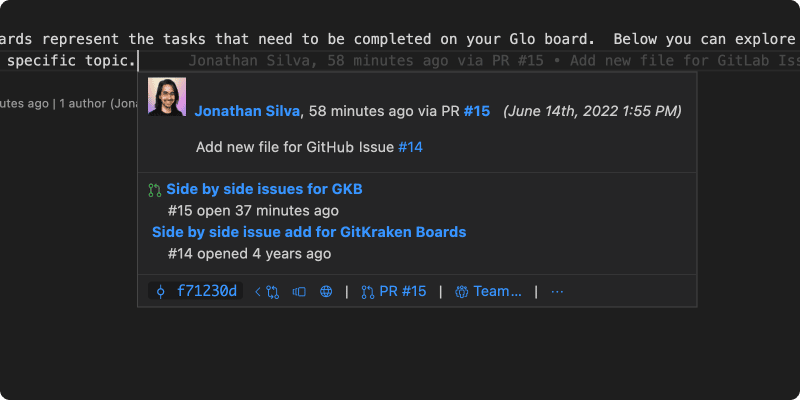 ards represent the tasks that need to be completed on your Glo board. Below you can explore
specific topic. Jonathan Silva, 58 minutes ago via PR #15 • Add new file for GitLab Iss
utes ago | 1 author (Jona
Jonathan Silva, 58 minutes ago via PR #15 (June 14th, 2022 1:55 PM)
Add new file for GitHub Issue #14
Side by side issues for GKB
#15 open 37 minutes ago
Side by side issue add for GitKraken Boards
#14 opened 4 years ago
f71230d | PR #15 | Team... | ...